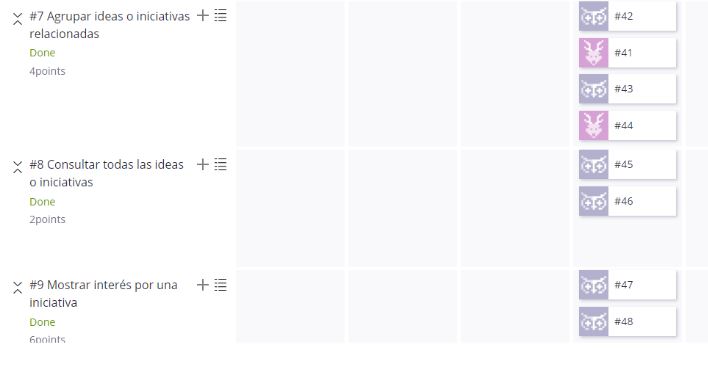 #7 Agrupar ideas o iniciativas
relacionadas
Done
4points
#42
#41
#43
#44
#8 Consultar todas las ideas
o iniciativas
Done
2points
#45
#46
#9 Mostrar interés por una
iniciativa
Done
6points
#47
#48